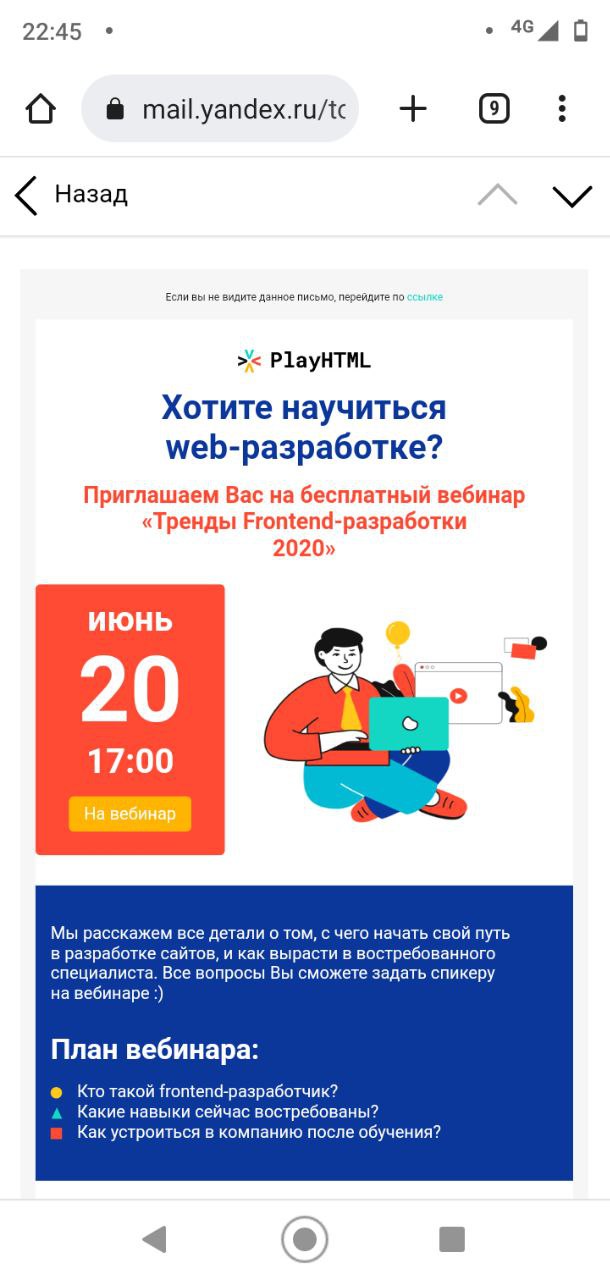 22:45
4G
mail.yandex.ru/to
9
Назад
Если вы не видите данное письмо, перейдите по ссылке
PlayHTML
Хотите научиться
web-разработке?
Приглашаем Вас на бесплатный вебинар
«Тренды Frontend-разработки
2020»
июнь
20
17:00
На вебинар
Мы расскажем все детали о том, с чего начать свой путь
в разработке сайтов, и как вырасти в востребованного
специалиста. Все вопросы Вы сможете задать спикеру
на вебинаре :)
План вебинара:
Кто такой frontend-разработчик?
Какие навыки сейчас востребованы?
Как устроиться в компанию после обучения?